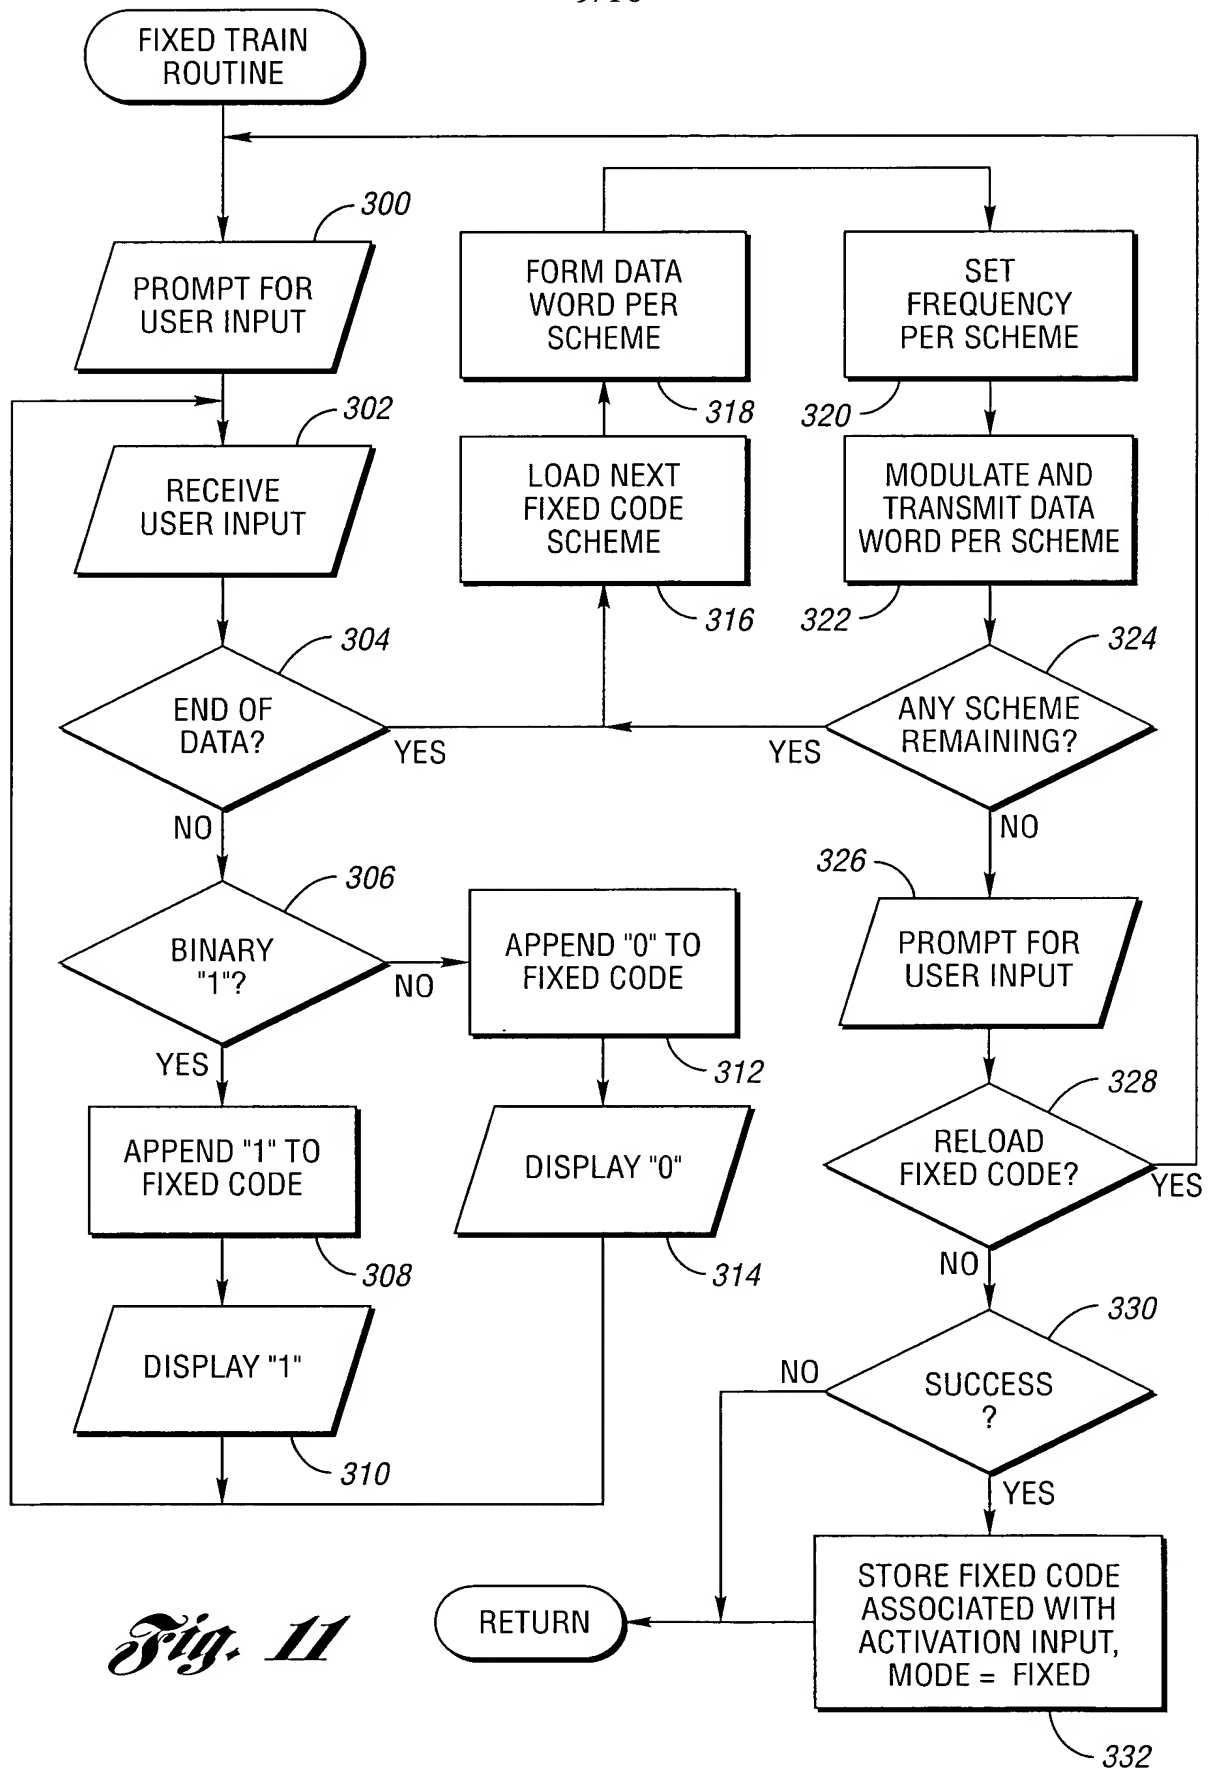 FIXED TRAIN
ROUTINE
300
PROMPT FOR
USER INPUT
302
RECEIVE
USER INPUT
304
END OF
DATA?
YES
NO
306
BINARY
"1"?
NO
YES
APPEND "1" TO
FIXED CODE
308
DISPLAY "1"
310
APPEND "0" TO
FIXED CODE
312
DISPLAY "0"
314
LOAD NEXT
FIXED CODE
SCHEME
316
FORM DATA
WORD PER
SCHEME
318
SET
FREQUENCY
PER SCHEME
320
MODULATE AND
TRANSMIT DATA
WORD PER SCHEME
322
324
ANY SCHEME
REMAINING?
YES
NO
326
PROMPT FOR
USER INPUT
328
RELOAD
FIXED CODE?
YES
NO
330
SUCCESS
?
NO
YES
STORE FIXED CODE
ASSOCIATED WITH
ACTIVATION INPUT,
MODE = FIXED
332
RETURN
Fig. 11